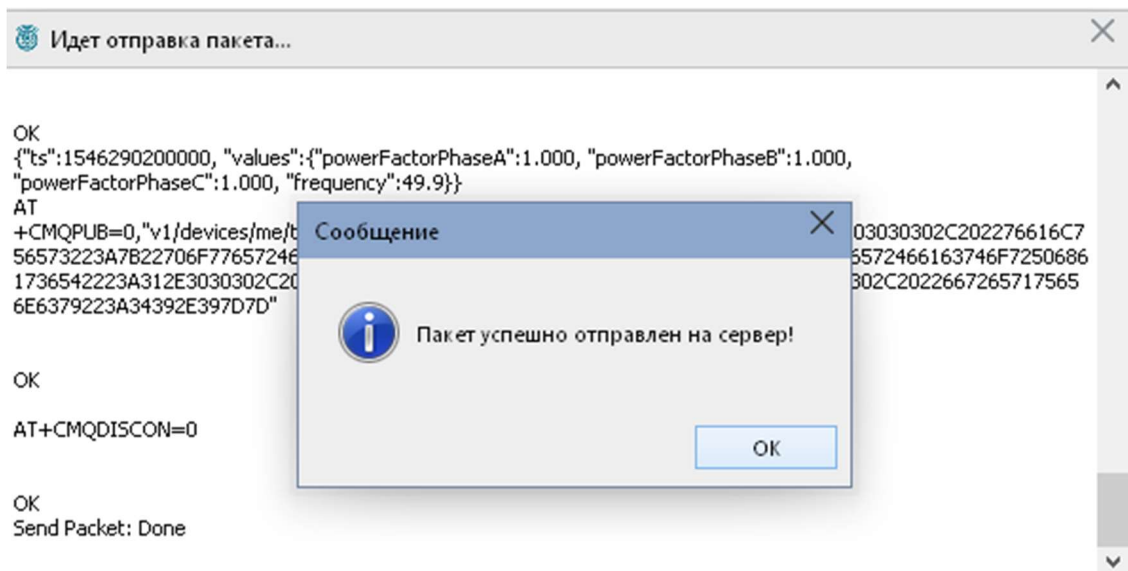 Идет отправка пакета...
OK
{"ts":1546290200000, "values":{"powerFactorPhaseA":1.000, "powerFactorPhaseB":1.000,
"powerFactorPhaseC":1.000, "frequency":49.9}}
AT
+CMQPUB=0,"v1/devices/me/t 03030302C202276616C7
56573223A7B22706F77657246 6572466163746F7250686
1736542223A312E3030302C20 302C2022667265717565
6E6379223A34392E397D7D"
Сообщение
Пакет успешно отправлен на сервер!
OK
OK
AT+CMQDISCON=0
OK
Send Packet: Done